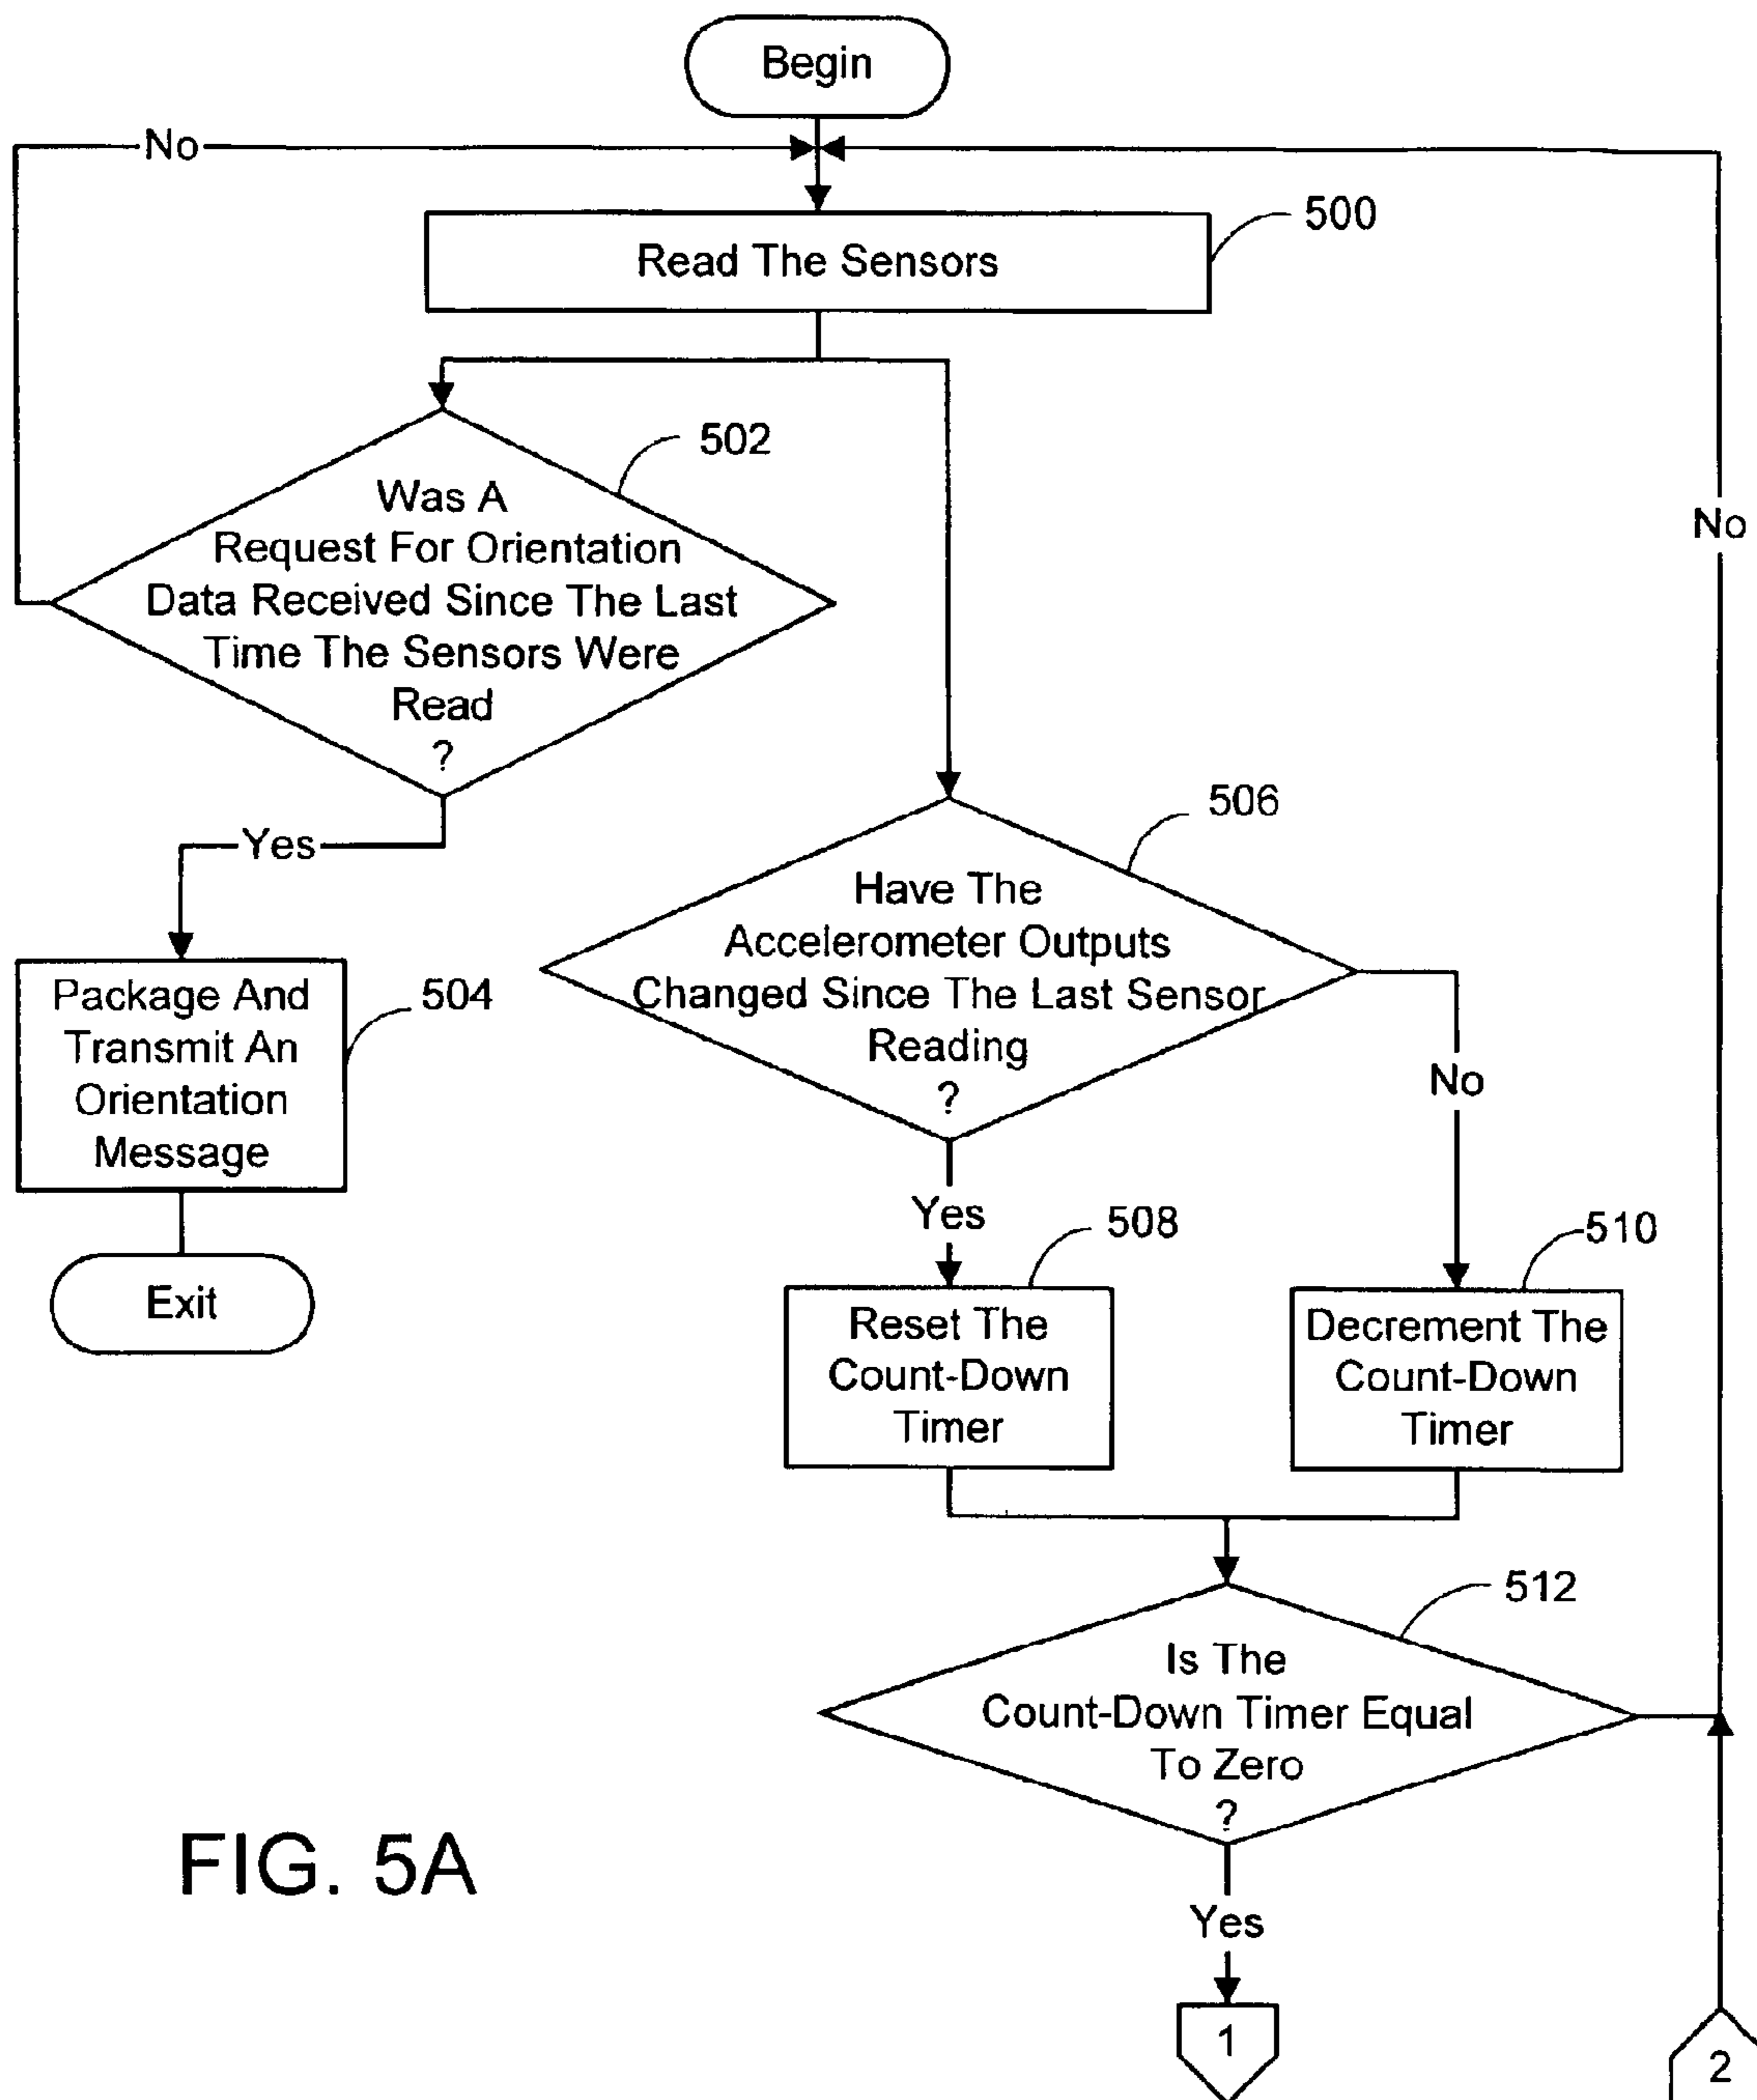 Begin
No
500
Read The Sensors
502
Was A
Request For Orientation
Data Received Since The Last
Time The Sensors Were
Read
?
No
Yes
506
Have The
Accelerometer Outputs
Changed Since The Last Sensor
Reading
?
504
Package And
Transmit An
Orientation
Message
No
Yes
508
510
Exit
Reset The
Count-Down
Timer
Decrement The
Count-Down
Timer
512
Is The
Count-Down Timer Equal
To Zero
?
FIG. 5A
Yes
1
2